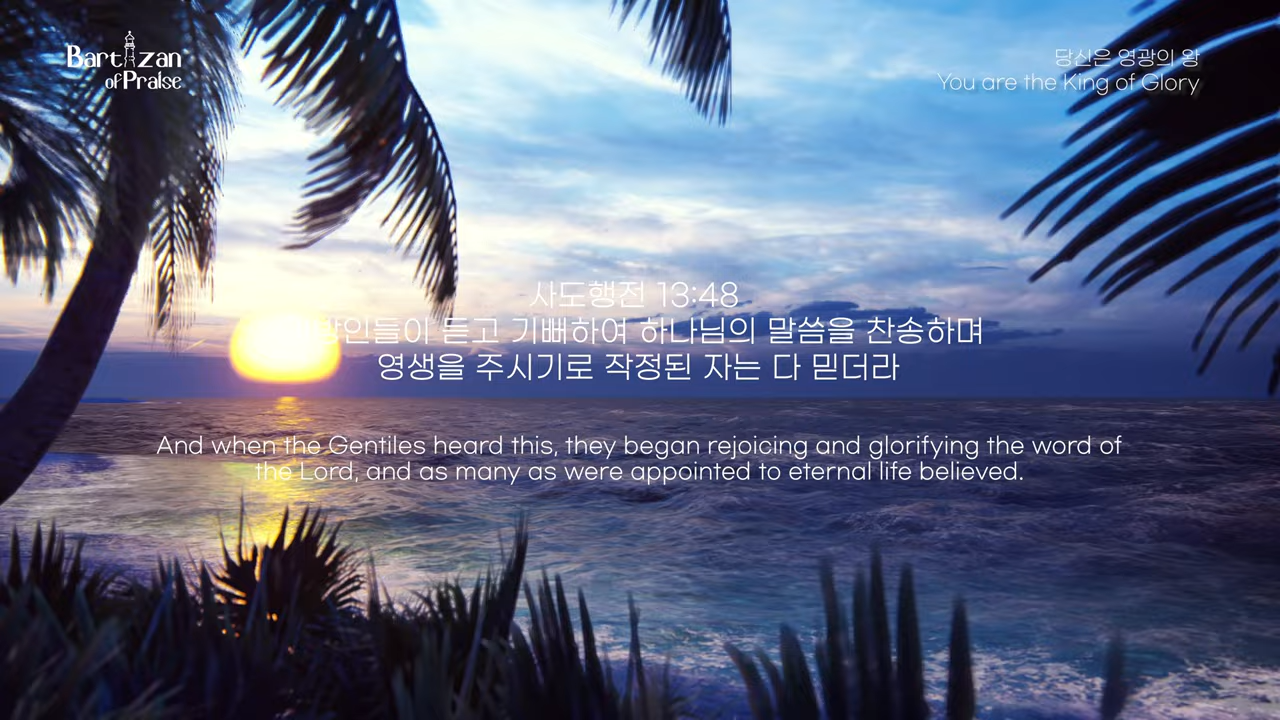 Bartizan
of Praise
당신은 영광의 왕
You are the King of Glory
사도행전 13:48
듣고 기뻐하여 하나님의 말씀을 찬송하며
영생을 주시기로 작정된 자는 다 믿더라
And when the Gentiles heard this, they began rejoicing and glorifying the word of
the Lord, and as many as were appointed to eternal life believed.